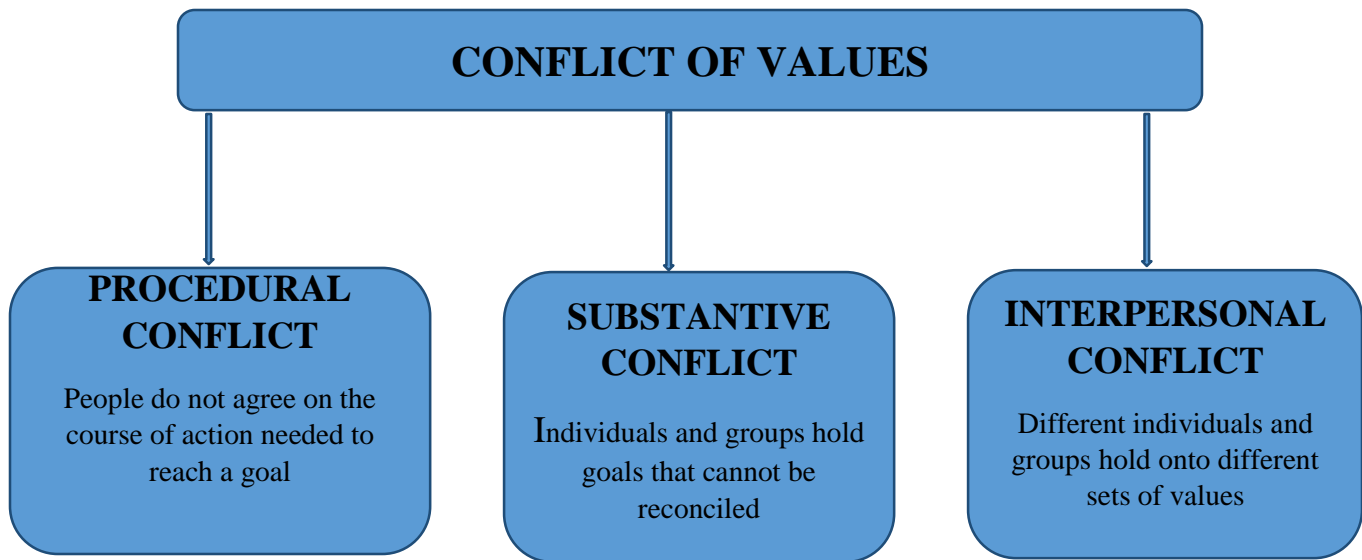 CONFLICT OF VALUES
PROCEDURAL
CONFLICT
People do not agree on the
course of action needed to
reach a goal
SUBSTANTIVE
CONFLICT
Individuals and groups hold
goals that cannot be
reconciled
INTERPERSONAL
CONFLICT
Different individuals and
groups hold onto different
sets of values